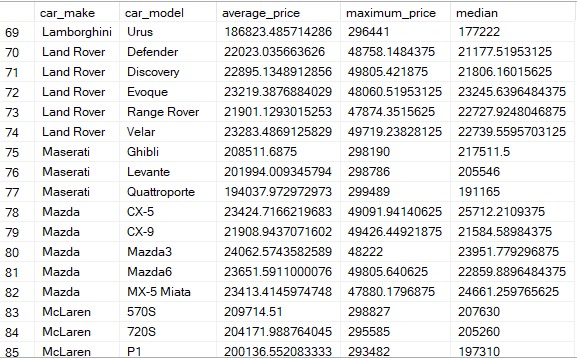 car_make car_model average_price maximum_price median
69 Lamborghini Urus 186823.485714286 296441 177222
70 Land Rover Defender 22023.035663626 48758.1484375 21177.51953125
71 Land Rover Discovery 22895.1348912856 49805.421875 21806.16015625
72 Land Rover Evoque 23219.3876884029 48060.51953125 23245.6396484375
73 Land Rover Range Rover 21901.1293015253 47874.3515625 22727.9248046875
74 Land Rover Velar 23283.4869125829 49719.23828125 22739.5595703125
75 Maserati Ghibli 208511.6875 298190 217511.5
76 Maserati Levante 201994.009345794 298786 205546
77 Maserati Quattroporte 194037.972972973 299489 191165
78 Mazda CX-5 23424.7166219683 49091.94140625 25712.2109375
79 Mazda CX-9 21908.9437071602 49426.44921875 21584.58984375
80 Mazda Mazda3 24062.5743582589 48222 23951.779296875
81 Mazda Mazda6 23651.5911000076 49805.640625 22859.8896484375
82 Mazda MX-5 Miata 23413.4145974748 47880.1796875 24661.259765625
83 McLaren 570S 209714.51 298827 207630
84 McLaren 720S 204171.988764045 295585 205260
85 McLaren P1 200136.552083333 293482 197310